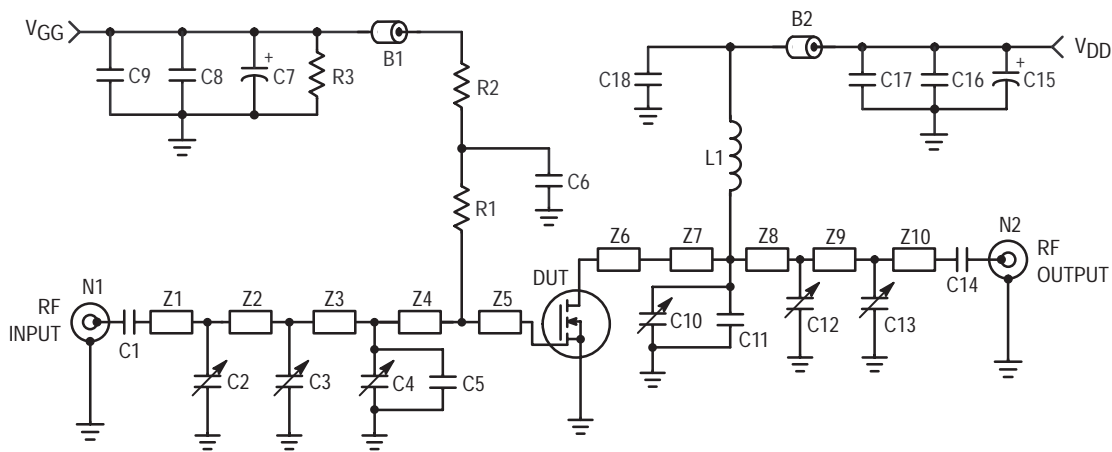 VGG
B1
C9
C8
+
C7
R3
R2
C6
R1
B2
VDD
C18
C17
C16
+
C15
L1
N1
RF
INPUT
C1
Z1
Z2
Z3
Z4
Z5
C2
C3
C4
C5
DUT
Z6
Z7
Z8
Z9
Z10
C10
C11
C12
C13
C14
N2
RF
OUTPUT